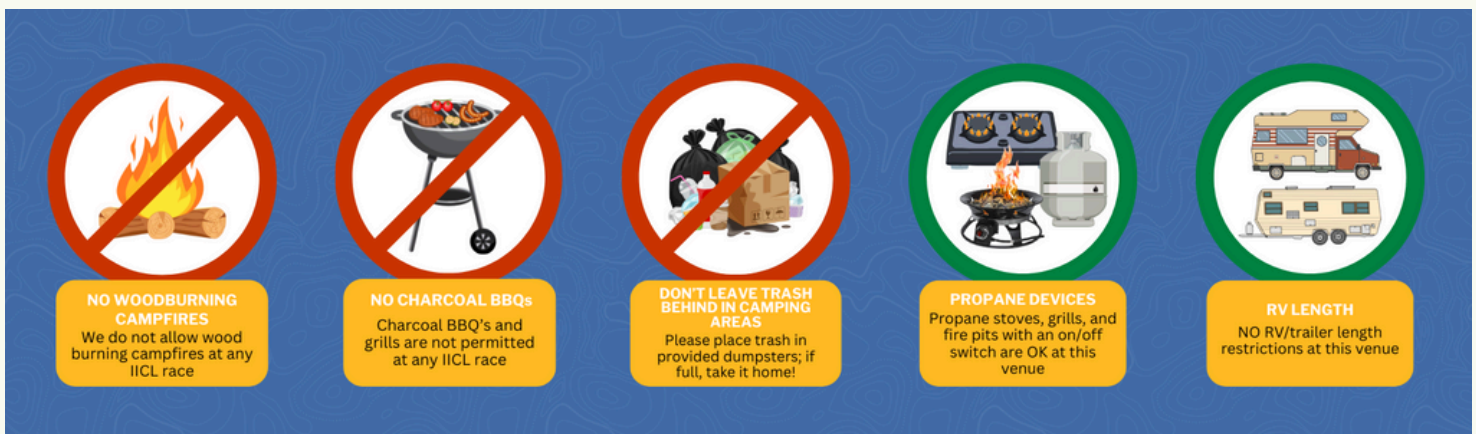 NO WOODBURNING
CAMPFIRES
We do not allow wood
burning campfires at any
IICL race
NO CHARCOAL BBQs
Charcoal BBQ's and
grills are not permitted
at any IICL race
DON'T LEAVE TRASH
BEHIND IN CAMPING
AREAS
Please place trash in
provided dumpsters; if
full, take it home!
PROPANE DEVICES
Propane stoves, grills, and
fire pits with an on/off
switch are OK at this
venue
RV LENGTH
NO RV/trailer length
restrictions at this venue